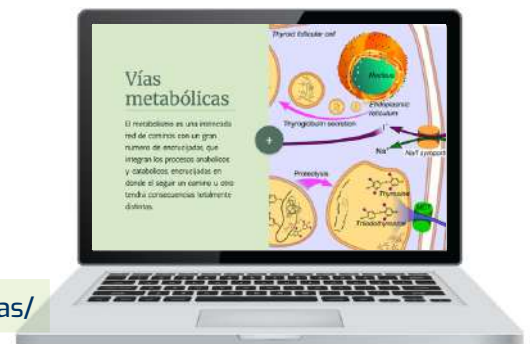 Vías
metabólicas
El metabolismo es una intrincada
red de caminos con un gran
número de encrucijadas, que
integran los procesos anabólicos
y catabólicos, encrucijadas en
donde el seguir un camino u otro
tendrá consecuencias totalmente
distintas.
Thyroid follicular cell
Nucleus
Endoplasmic
reticulum
Thyroglobulin secretion
I⁻
Na⁺
Na/I symport
Proteolysis
Thyroxine
Triiodothyronine
+
as/